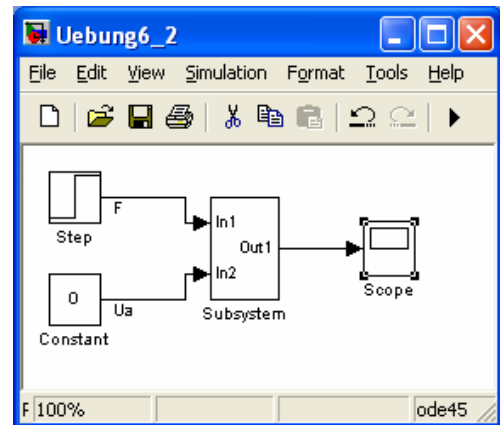 Uebung6_2
File Edit View Simulation Format Tools Help
F
Step
In1
Out1
In2
0
Ua
Subsystem
Scope
Constant
F 100% ode45